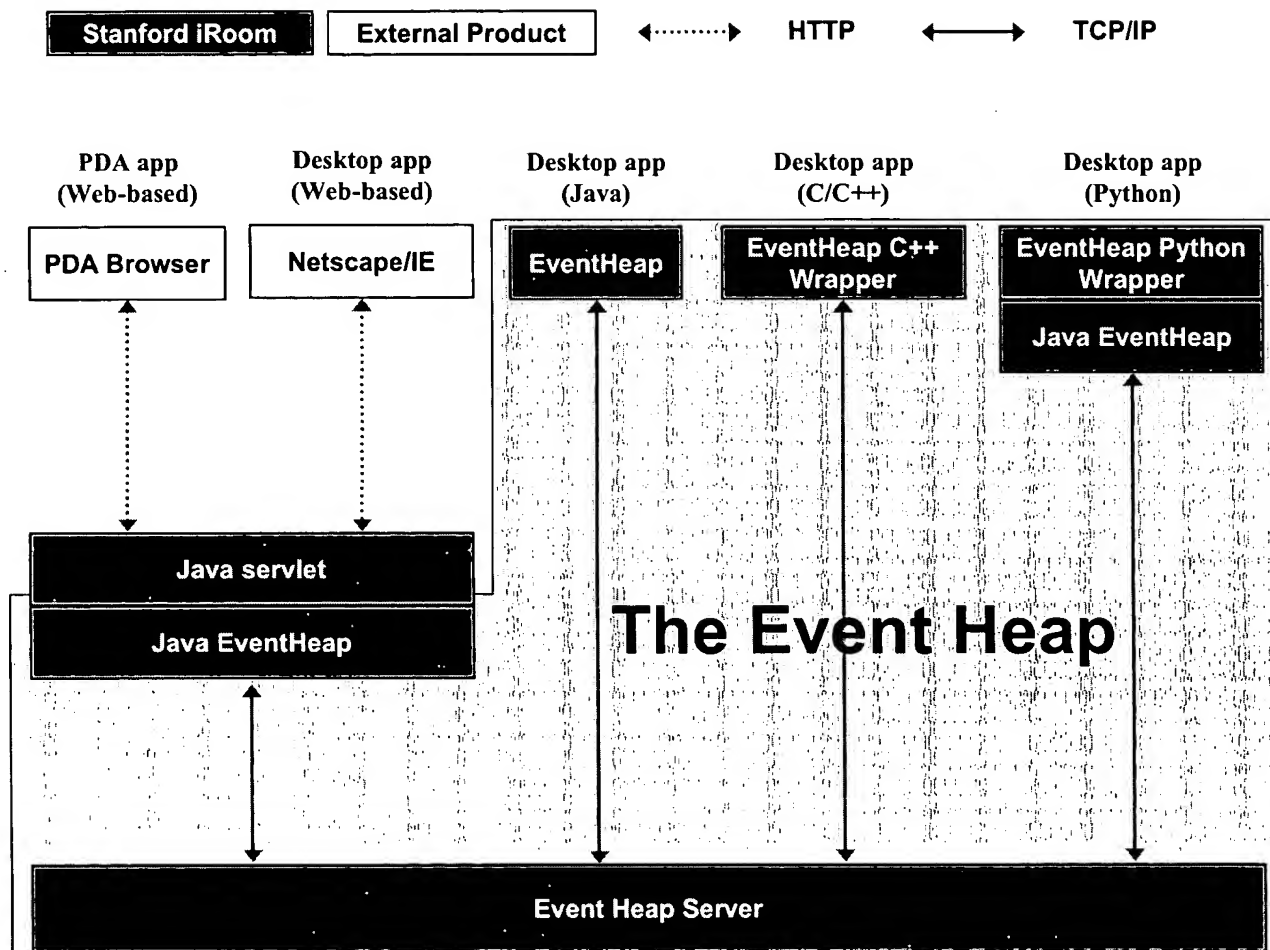 Stanford iRoom
External Product
HTTP
TCP/IP
PDA app
(Web-based)
Desktop app
(Web-based)
Desktop app
(Java)
Desktop app
(C/C++)
Desktop app
(Python)
PDA Browser
Netscape/IE
EventHeap
EventHeap C++
Wrapper
EventHeap Python
Wrapper
Java EventHeap
Java servlet
Java EventHeap
The Event Heap
Event Heap Server